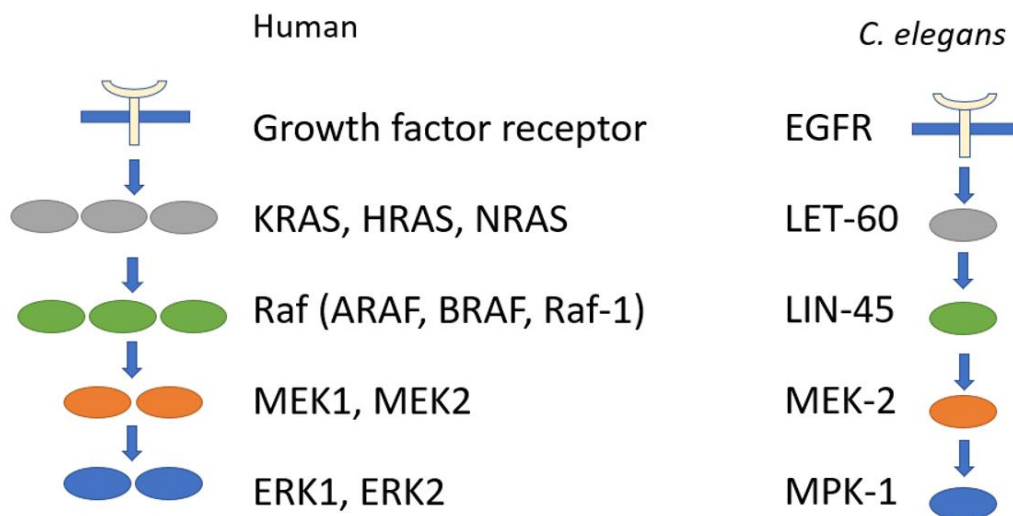 Human
C. elegans
Growth factor receptor
EGFR
KRAS, HRAS, NRAS
LET-60
Raf (ARAF, BRAF, Raf-1)
LIN-45
MEK1, MEK2
MEK-2
ERK1, ERK2
MPK-1